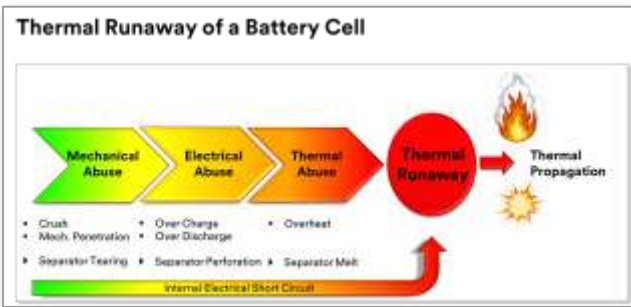 Thermal Runaway of a Battery Cell
Mechanical
Abuse
Electrical
Abuse
Thermal
Abuse
Thermal
Runaway
Thermal
Propagation
• Crush
• Mech. Penetration
▸ Separator Tearing
• Over Charge
• Over Discharge
▸ Separator Perforation
• Overheat
▸ Separator Melt
Internal Electrical Short Circuit